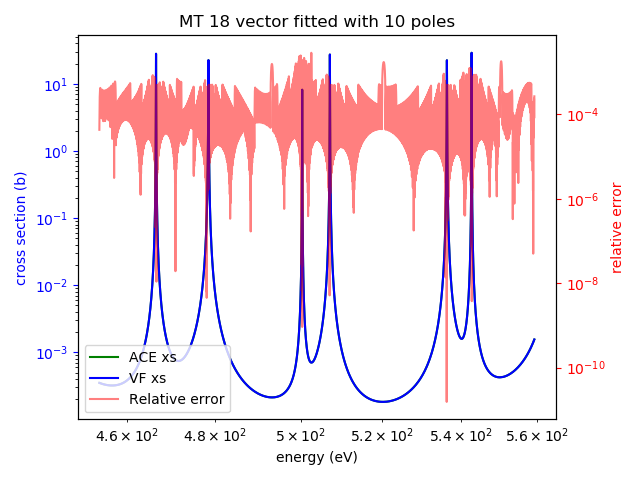 MT 18 vector fitted with 10 poles
10¹
10⁰
10⁻¹
10⁻²
10⁻³
cross section (b)
10⁻⁴
10⁻⁶
10⁻⁸
10⁻¹⁰
relative error
ACE xs
VF xs
Relative error
4.6 × 10² 4.8 × 10² 5 × 10² 5.2 × 10² 5.4 × 10² 5.6 × 10²
energy (eV)